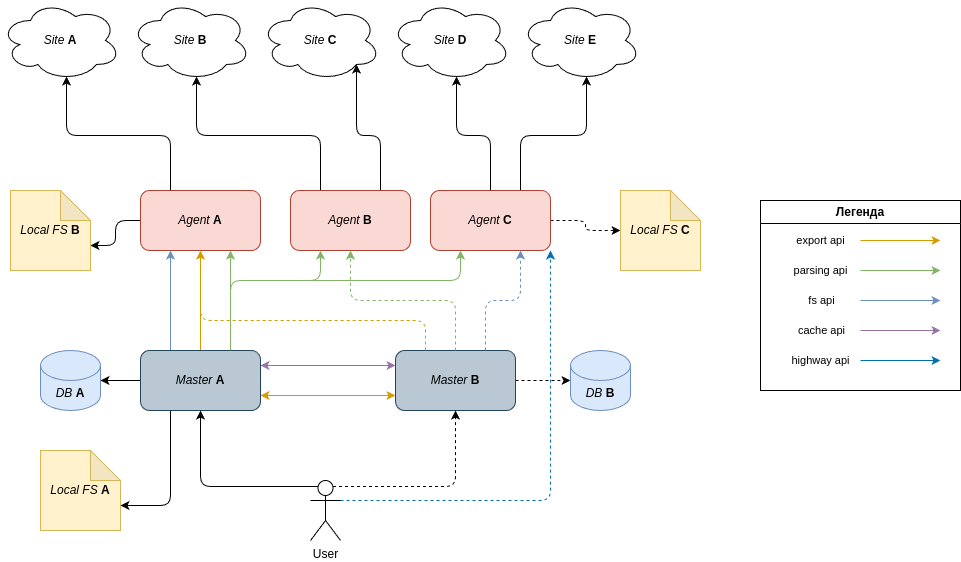 Site A
Site B
Site C
Site D
Site E
Local FS B
Agent A
Agent B
Agent C
Local FS C
Легенда
export api
parsing api
fs api
cache api
highway api
DB A
Master A
Master B
DB B
Local FS A
User